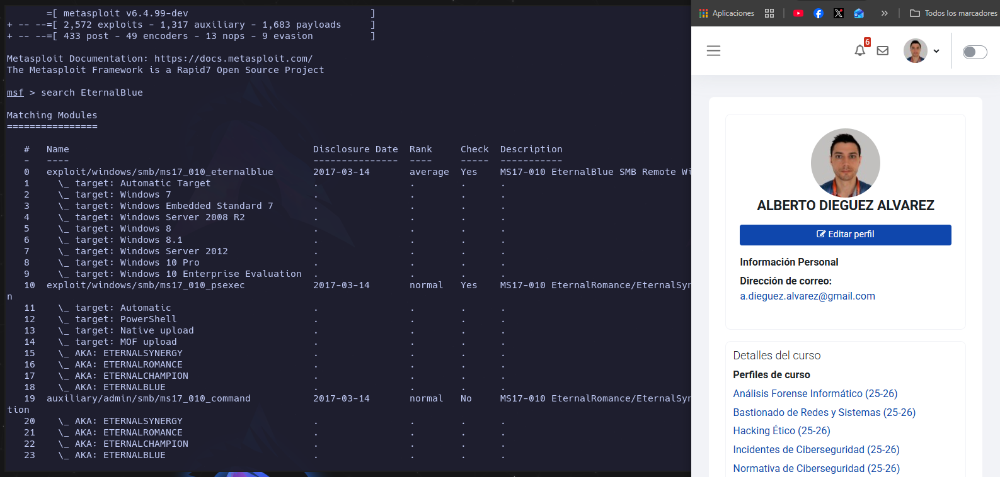 =[ metasploit v6.4.99-dev ]
+ -- --=[ 2,572 exploits - 1,317 auxiliary - 1,683 payloads ]
+ -- --=[ 433 post - 49 encoders - 13 nops - 9 evasion ]
Metasploit Documentation: https://docs.metasploit.com/
The Metasploit Framework is a Rapid7 Open Source Project
msf > search EternalBlue
Matching Modules
================
# Name Disclosure Date Rank Check Description
- ---- --------------- ---- ----- -----------
0 exploit/windows/smb/ms17_010_eternalblue 2017-03-14 average Yes MS17-010 EternalBlue SMB Remote Wi
1 \_ target: Automatic Target . . . .
2 \_ target: Windows 7 . . . .
3 \_ target: Windows Embedded Standard 7 . . . .
4 \_ target: Windows Server 2008 R2 . . . .
5 \_ target: Windows 8 . . . .
6 \_ target: Windows 8.1 . . . .
7 \_ target: Windows Server 2012 . . . .
8 \_ target: Windows 10 Pro . . . .
9 \_ target: Windows 10 Enterprise Evaluation . . . .
10 exploit/windows/smb/ms17_010_psexec 2017-03-14 normal Yes MS17-010 EternalRomance/EternalSyn
n
11 \_ target: Automatic . . . .
12 \_ target: PowerShell . . . .
13 \_ target: Native upload . . . .
14 \_ target: MOF upload . . . .
15 \_ AKA: ETERNALSYNERGY . . . .
16 \_ AKA: ETERNALROMANCE . . . .
17 \_ AKA: ETERNALCHAMPION . . . .
18 \_ AKA: ETERNALBLUE . . . .
19 auxiliary/admin/smb/ms17_010_command 2017-03-14 normal No MS17-010 EternalRomance/EternalSyn
tion
20 \_ AKA: ETERNALSYNERGY . . . .
21 \_ AKA: ETERNALROMANCE . . . .
22 \_ AKA: ETERNALCHAMPION . . . .
23 \_ AKA: ETERNALBLUE . . . .
Aplicaciones » Todos los marcadores
6
ALBERTO DIEGUEZ ALVAREZ
Editar perfil
Información Personal
Dirección de correo:
a.dieguez.alvarez@gmail.com
Detalles del curso
Perfiles de curso
Análisis Forense Informático (25-26)
Bastionado de Redes y Sistemas (25-26)
Hacking Ético (25-26)
Incidentes de Ciberseguridad (25-26)
Normativa de Ciberseguridad (25-26)